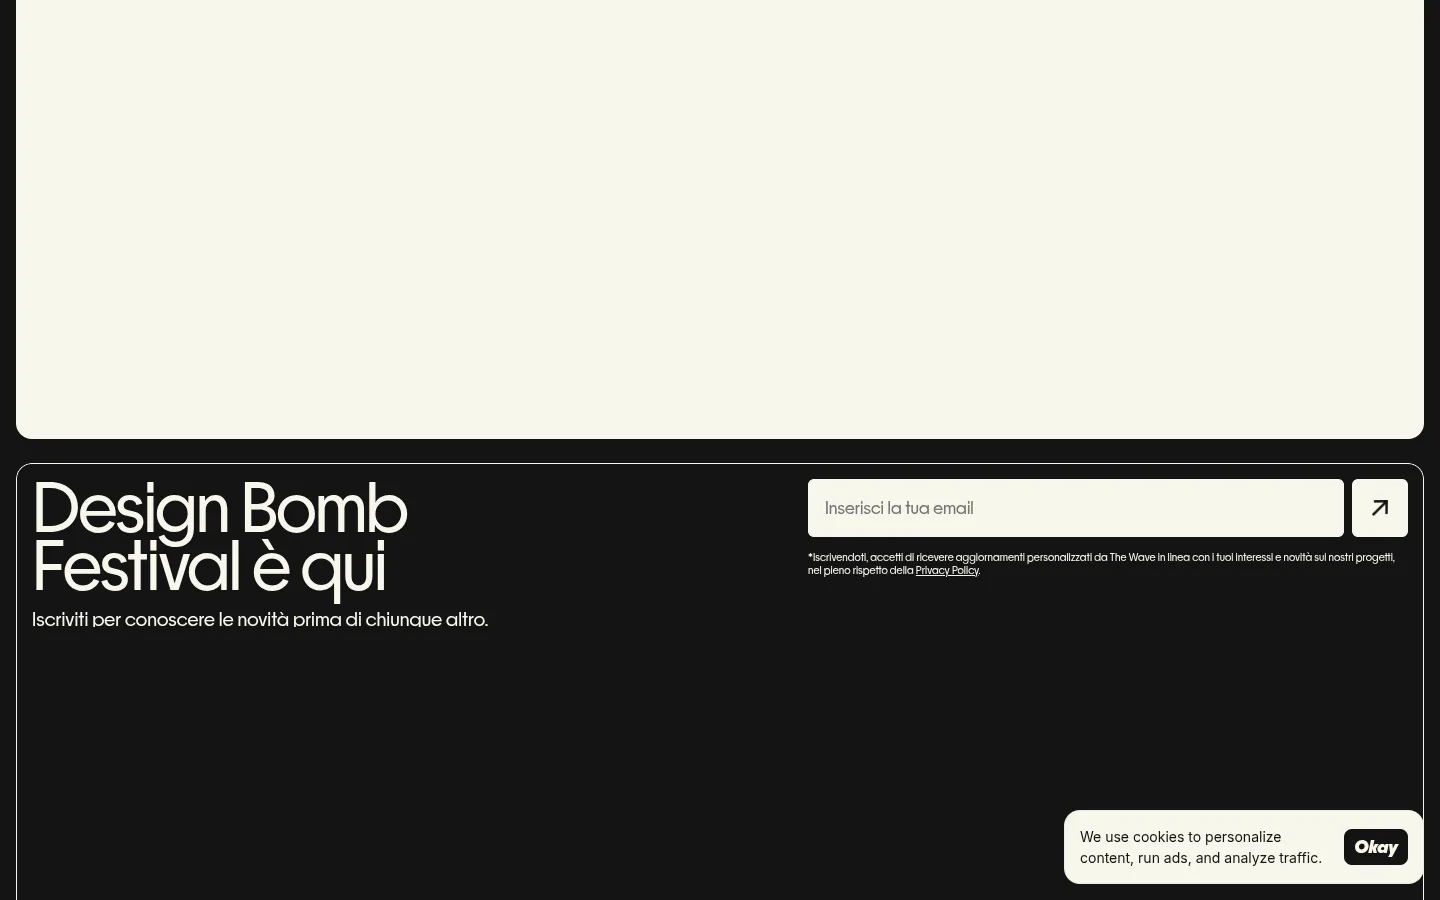 Design Bomb
Festival è qui
Iscriviti per conoscere le novità prima di chiunque altro.
Inserisci la tua email
*Iscrivendoti, accetti di ricevere aggiornamenti personalizzati da The Wave in linea con i tuoi interessi e novità sui nostri progetti,
nel pieno rispetto della Privacy Policy.
We use cookies to personalize
content, run ads, and analyze traffic.
Okay